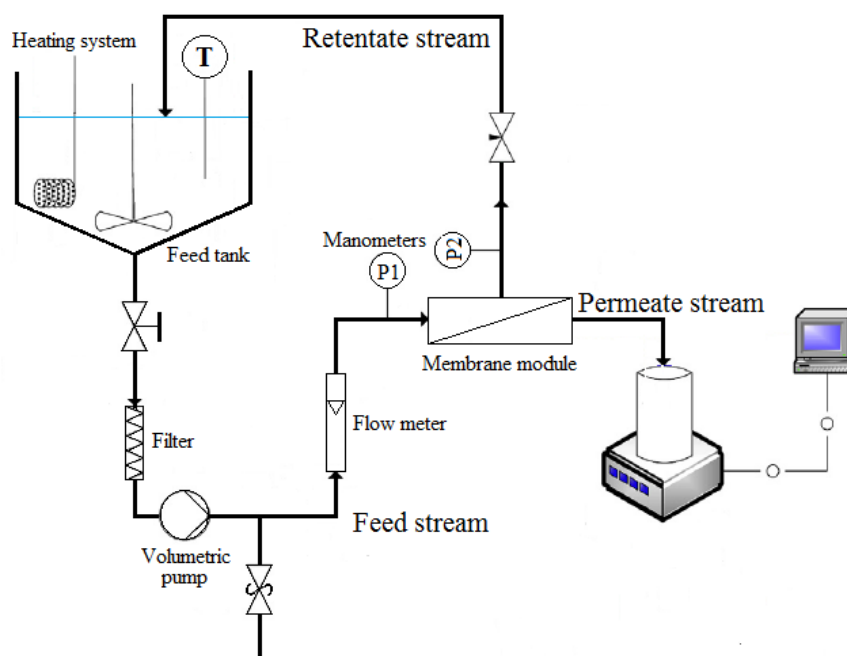 Retentate stream
Heating system
T
Manometers
P2
Feed tank
P1
Permeate stream
Membrane module
Flow meter
Filter
Feed stream
Volumetric
pump